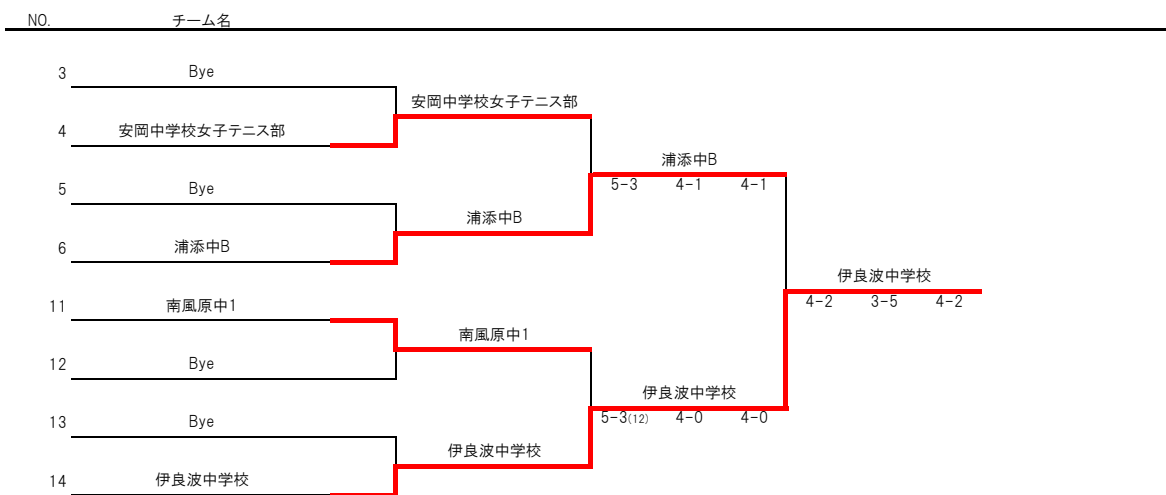 NO. チーム名
3 Bye
安岡中学校女子テニス部
4 安岡中学校女子テニス部
浦添中B
5 Bye
5-3 4-1 4-1
浦添中B
6 浦添中B
伊良波中学校
11 南風原中1
4-2 3-5 4-2
南風原中1
12 Bye
伊良波中学校
13 Bye
5-3(12) 4-0 4-0
伊良波中学校
14 伊良波中学校